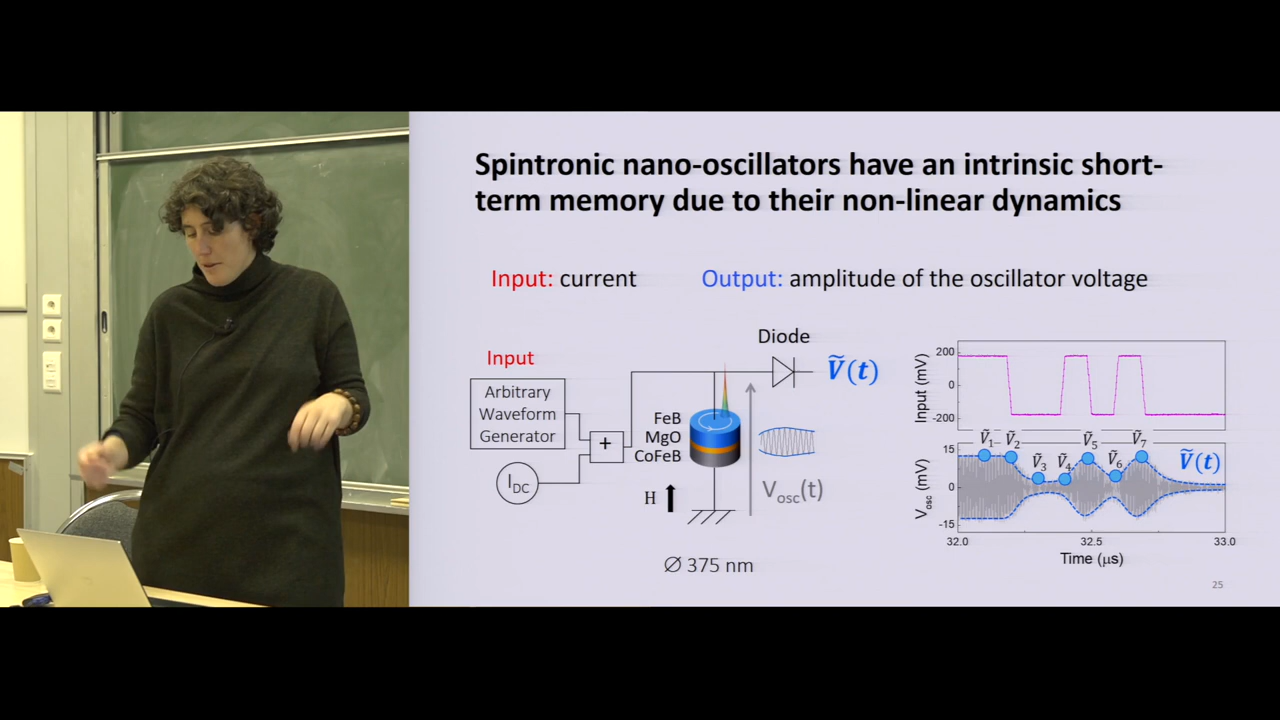 Spintronic nano-oscillators have an intrinsic short-
term memory due to their non-linear dynamics
Input: current
Output: amplitude of the oscillator voltage
Input
Arbitrary
Waveform
Generator
+
I_DC
Diode
Ṽ(t)
FeB
MgO
CoFeB
H
V_osc(t)
∅ 375 nm
Input (mV)
200
0
-200
Ṽ₁ Ṽ₂ Ṽ₃ Ṽ₄ Ṽ₅ Ṽ₆ Ṽ₇
Ṽ(t)
V_osc (mV)
15
0
-15
32.0 32.5 33.0
Time (μs)
25